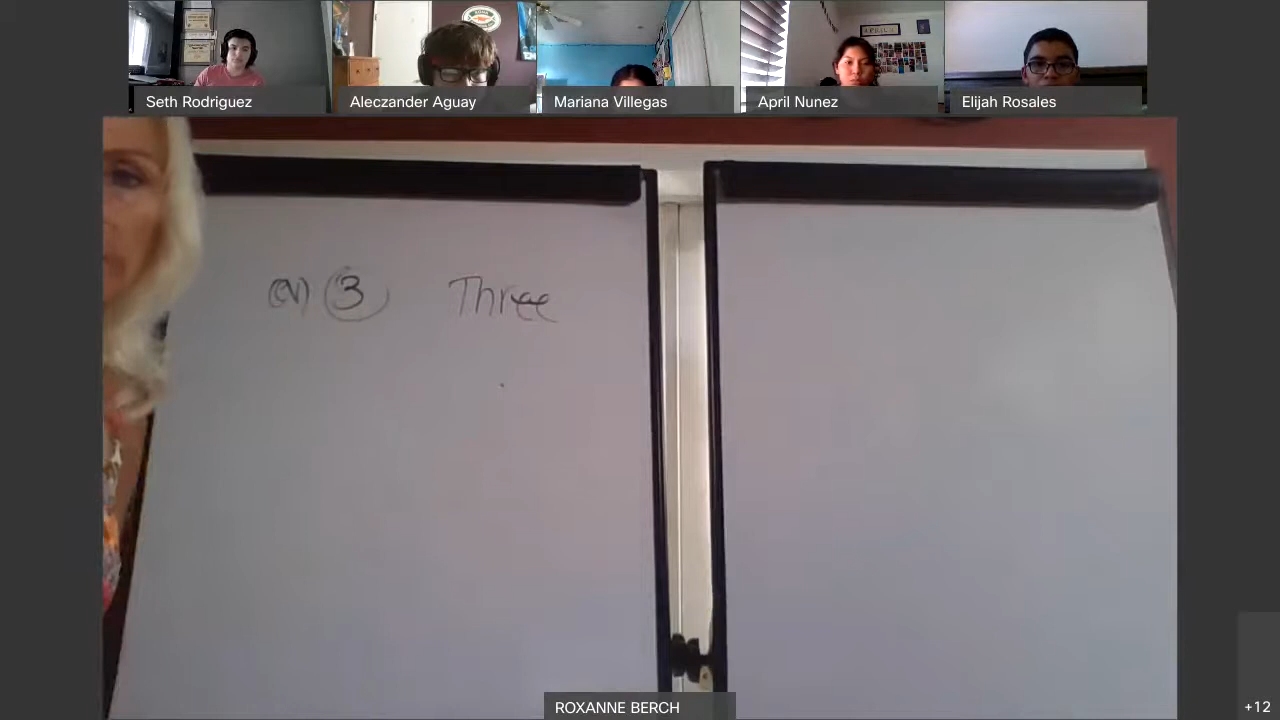 Seth Rodriguez
Aleczander Aguay
Mariana Villegas
April Nunez
Elijah Rosales
(N) 3 Three
ROXANNE BERCH
+12